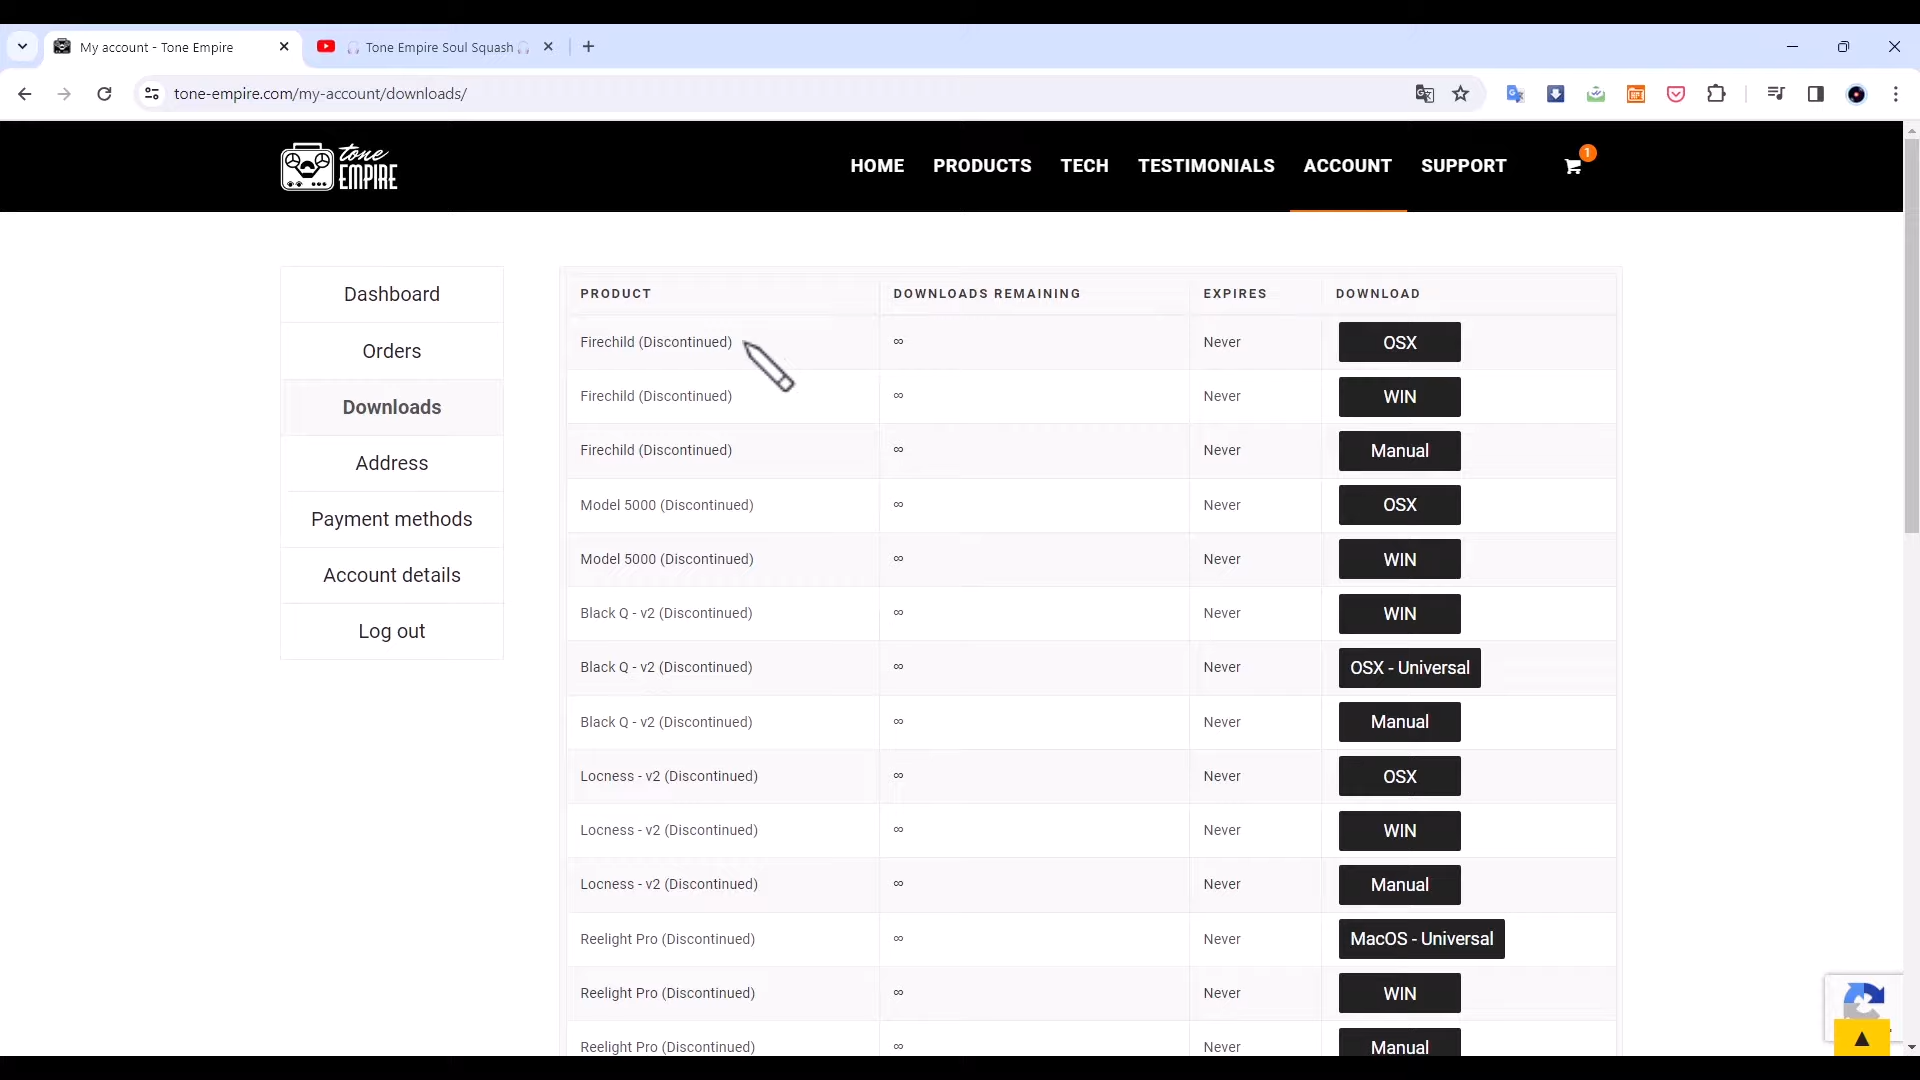 My account - Tone Empire
Tone Empire Soul Squash
tone-empire.com/my-account/downloads/
tone EMPIRE
HOME PRODUCTS TECH TESTIMONIALS ACCOUNT SUPPORT 1
Dashboard
Orders
Downloads
Address
Payment methods
Account details
Log out
PRODUCT DOWNLOADS REMAINING EXPIRES DOWNLOAD
Firechild (Discontinued) ∞ Never OSX
Firechild (Discontinued) ∞ Never WIN
Firechild (Discontinued) ∞ Never Manual
Model 5000 (Discontinued) ∞ Never OSX
Model 5000 (Discontinued) ∞ Never WIN
Black Q - v2 (Discontinued) ∞ Never WIN
Black Q - v2 (Discontinued) ∞ Never OSX - Universal
Black Q - v2 (Discontinued) ∞ Never Manual
Locness - v2 (Discontinued) ∞ Never OSX
Locness - v2 (Discontinued) ∞ Never WIN
Locness - v2 (Discontinued) ∞ Never Manual
Reelight Pro (Discontinued) ∞ Never MacOS - Universal
Reelight Pro (Discontinued) ∞ Never WIN
Reelight Pro (Discontinued) ∞ Never Manual